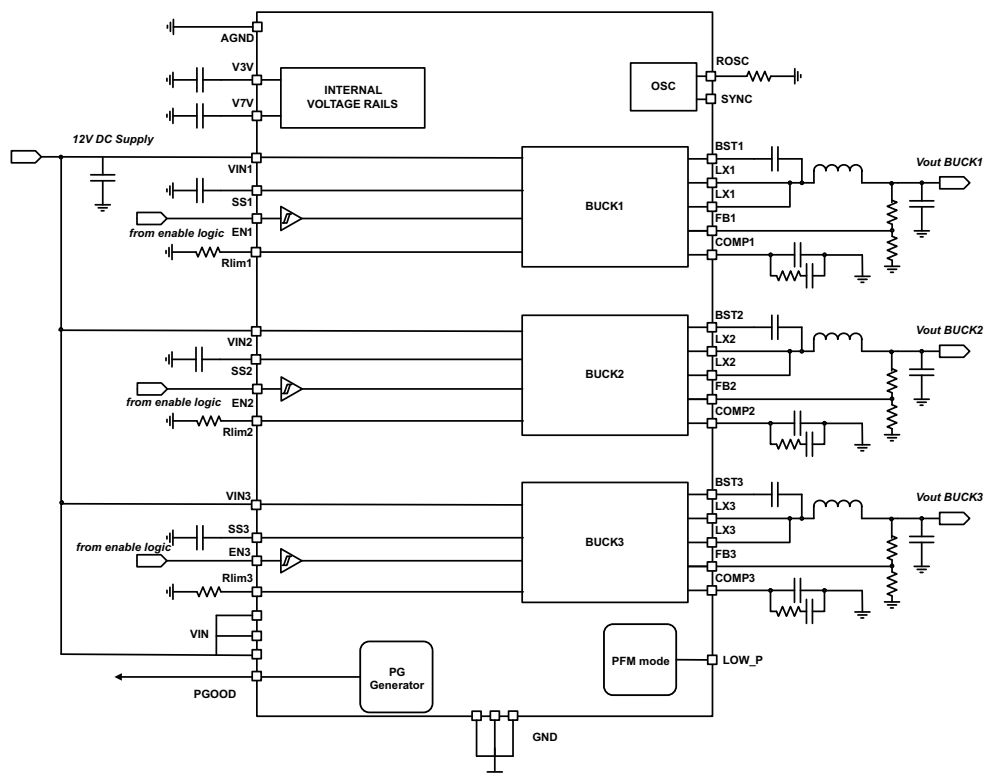 AGND
V3V
V7V
INTERNAL
VOLTAGE RAILS
OSC
ROSC
SYNC
12V DC Supply
VIN1
SS1
from enable logic
EN1
Rlim1
BUCK1
BST1
LX1
LX1
FB1
COMP1
Vout BUCK1
VIN2
SS2
from enable logic
EN2
Rlim2
BUCK2
BST2
LX2
LX2
FB2
COMP2
Vout BUCK2
VIN3
SS3
from enable logic
EN3
Rlim3
BUCK3
BST3
LX3
LX3
FB3
COMP3
Vout BUCK3
VIN
PGOOD
PG
Generator
PFM mode
LOW_P
GND